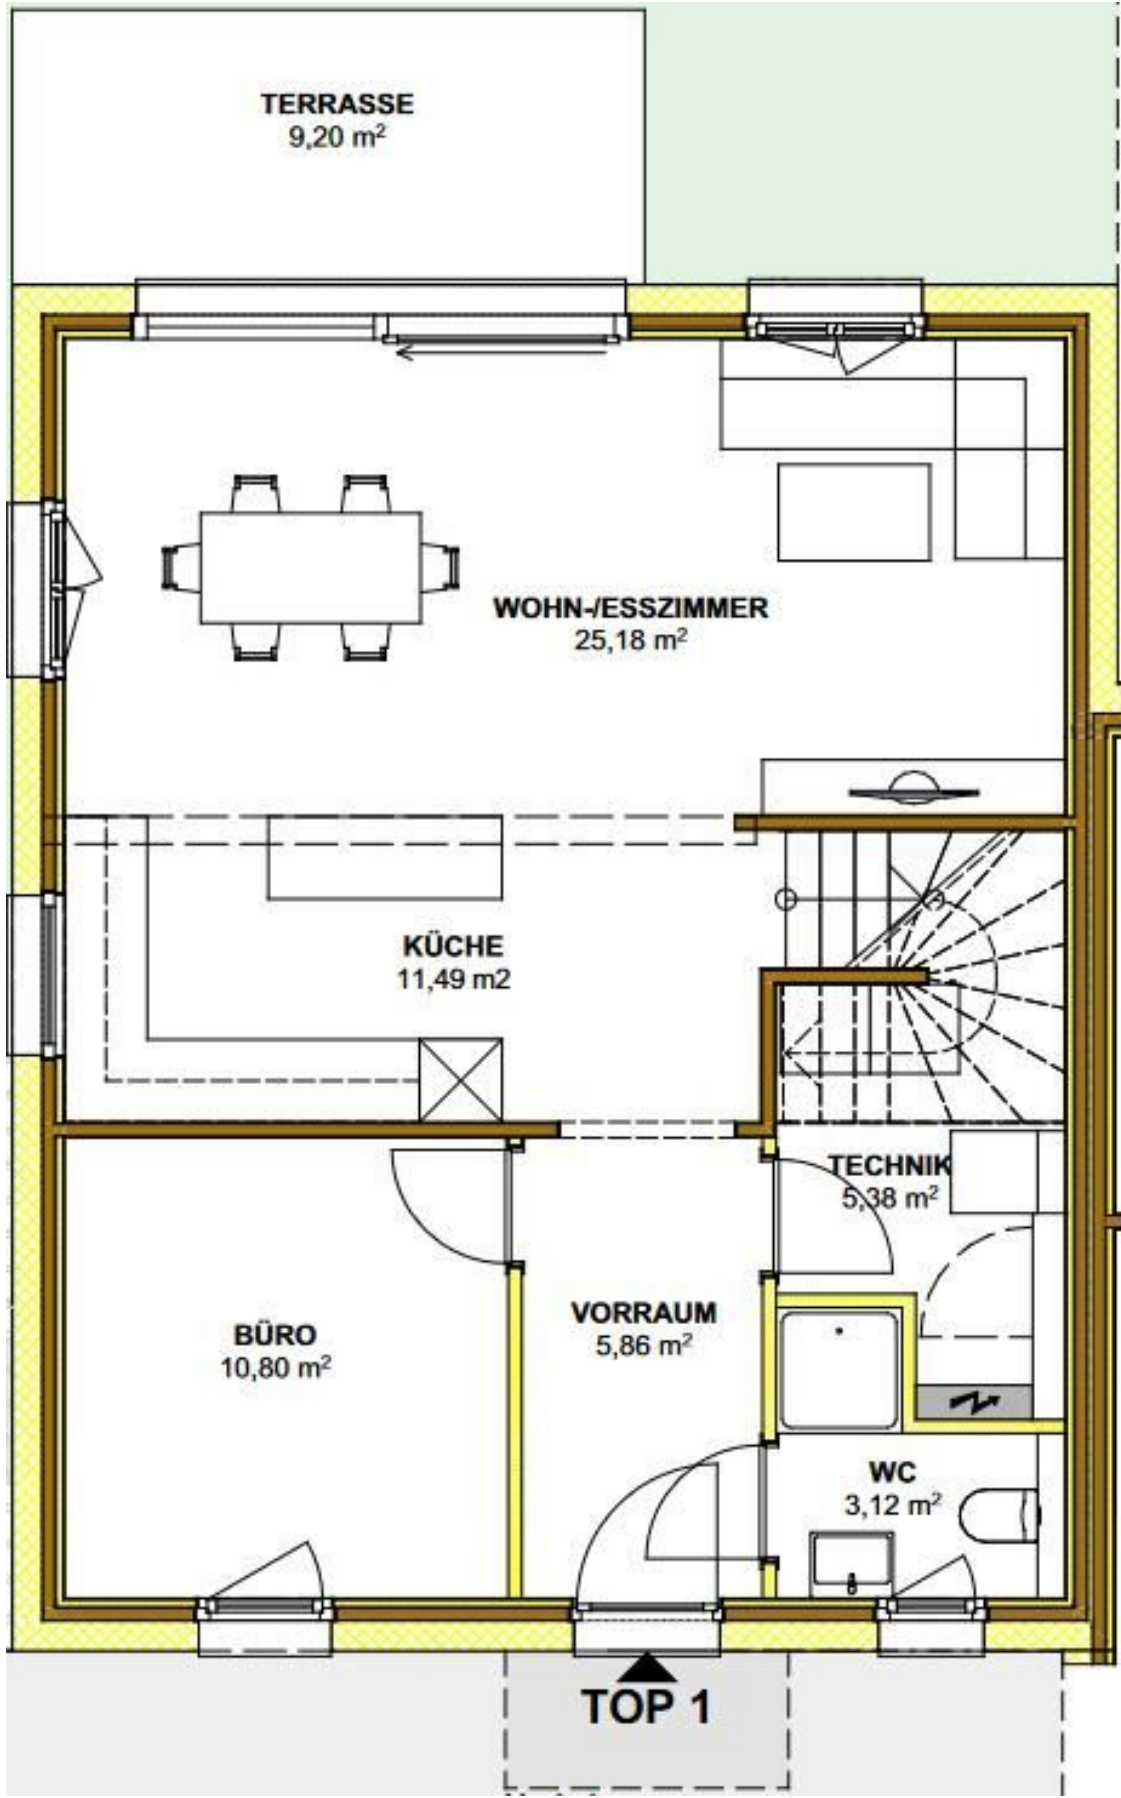 TERRASSE
9,20 m²
WOHN-/ESSZIMMER
25,18 m²
KÜCHE
11,49 m2
TECHNIK
5,38 m²
VORRAUM
5,86 m²
BÜRO
10,80 m²
WC
3,12 m²
TOP 1